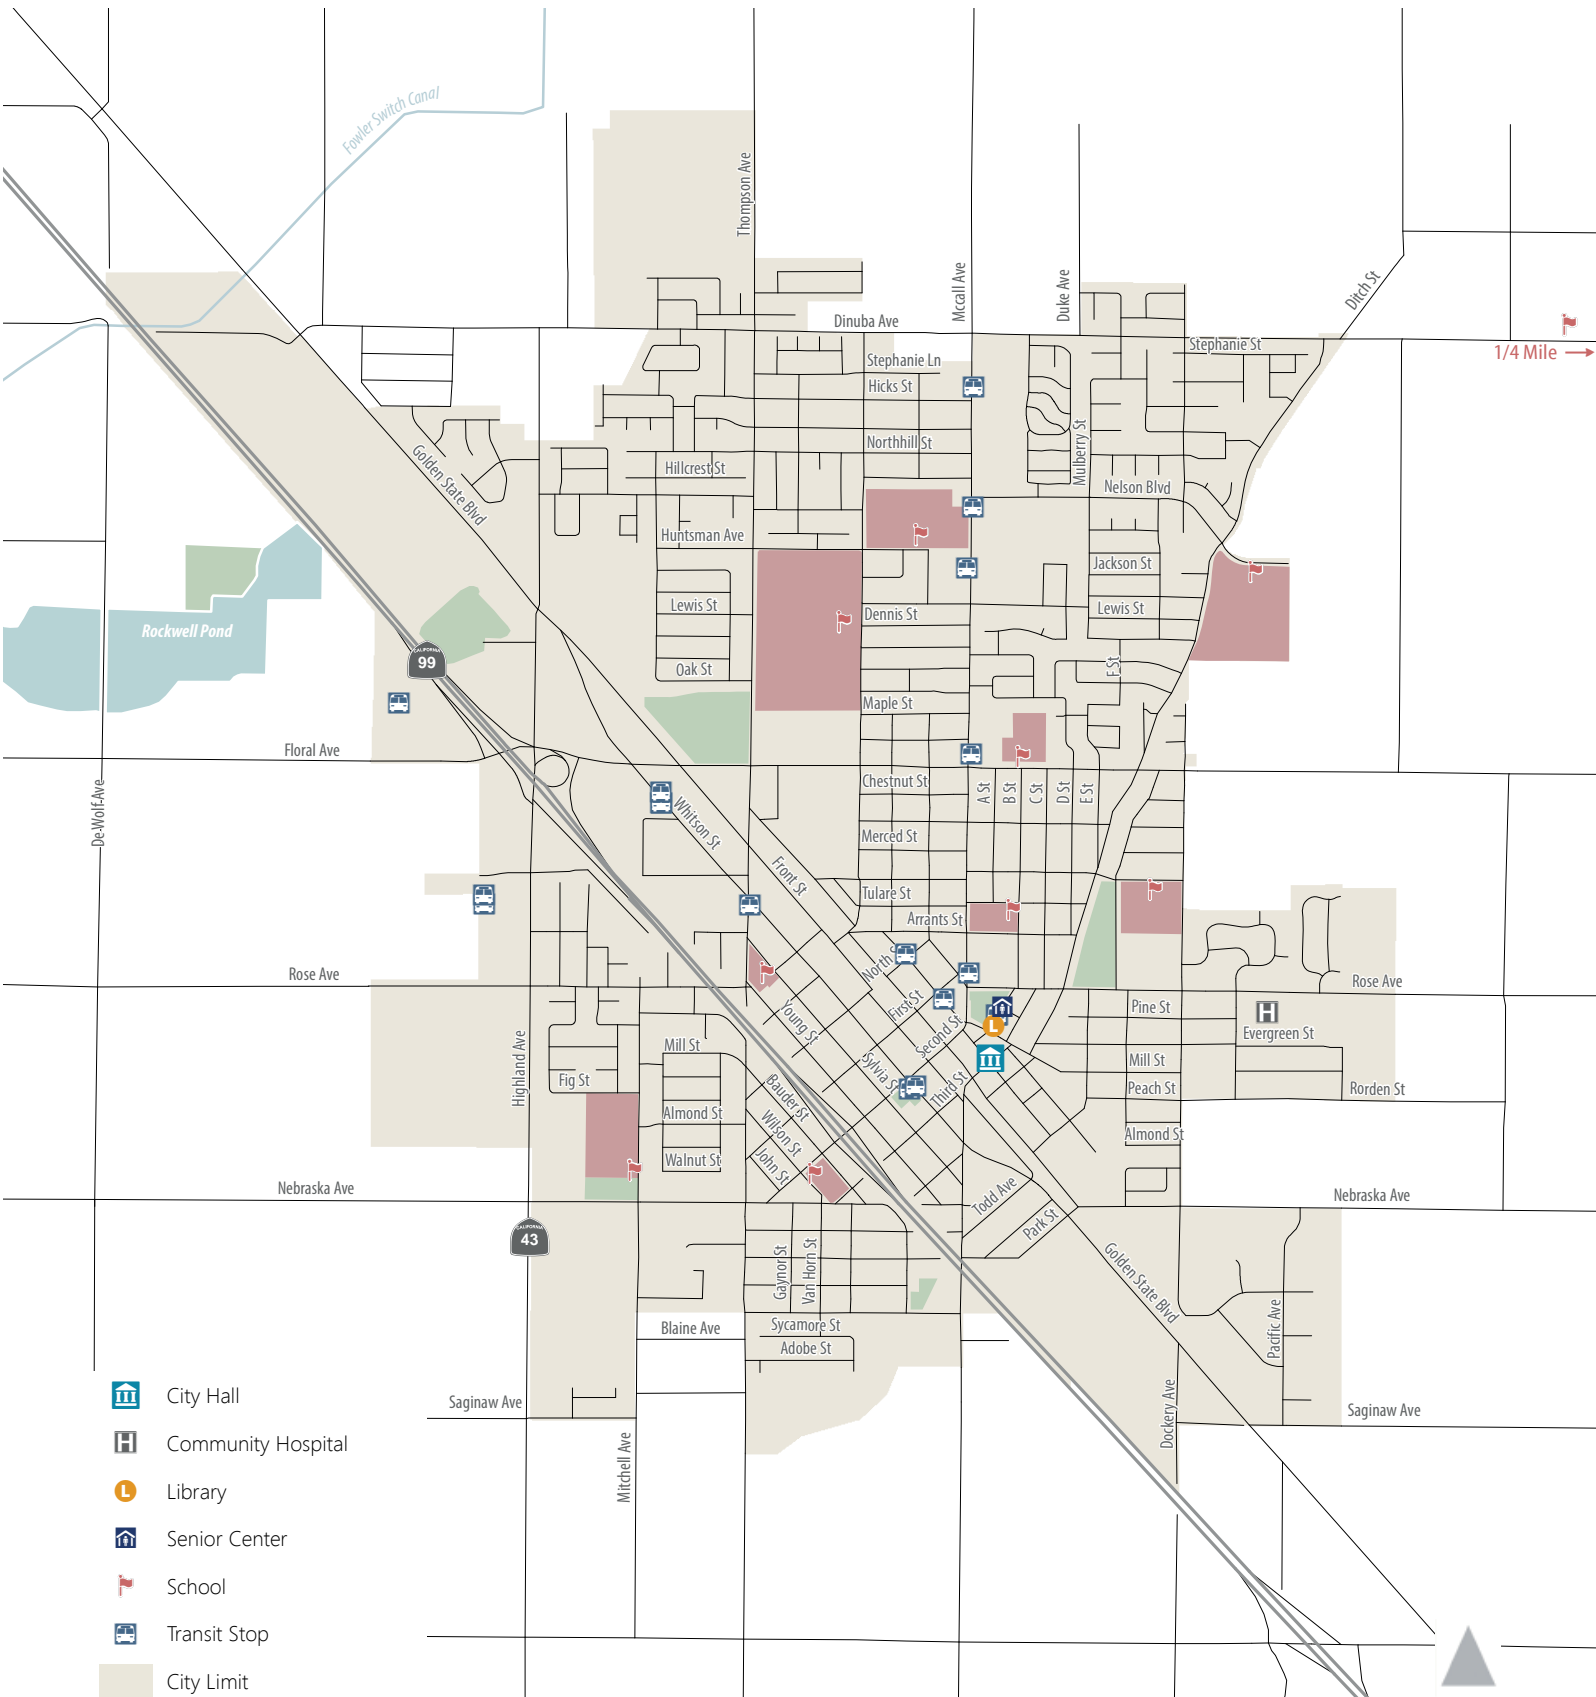 Fowler Switch Canal
Thompson Ave
Mccall Ave
Duke Ave
Ditch St
Dinuba Ave
Stephanie St
1/4 Mile
Stephanie Ln
Hicks St
Northhill St
Mulberry St
Hillcrest St
Golden State Blvd
Nelson Blvd
Huntsman Ave
Jackson St
Lewis St
Dennis St
Lewis St
Rockwell Pond
CALIFORNIA
99
Oak St
F St
Maple St
Floral Ave
De-Wolf-Ave
Chestnut St
A St
B St
C St
D St
E St
Whitson St
Merced St
Front St
Tulare St
Arrants St
North S
Rose Ave
Rose Ave
First St
Young St
Pine St
Second St
Evergreen St
Highland Ave
Mill St
Sylvia St
Mill St
Fig St
Third St
Peach St
Rorden St
Bauder St
Almond St
Wilson St
Almond St
Walnut St
John St
Nebraska Ave
Todd Ave
Nebraska Ave
Park St
CALIFORNIA
43
Gaynor St
Van Horn St
Golden State Blvd
Pacific Ave
Blaine Ave
Sycamore St
Adobe St
Saginaw Ave
Dockery Ave
Saginaw Ave
Mitchell Ave
City Hall
H
Community Hospital
L
Library
Senior Center
School
Transit Stop
City Limit
H
L